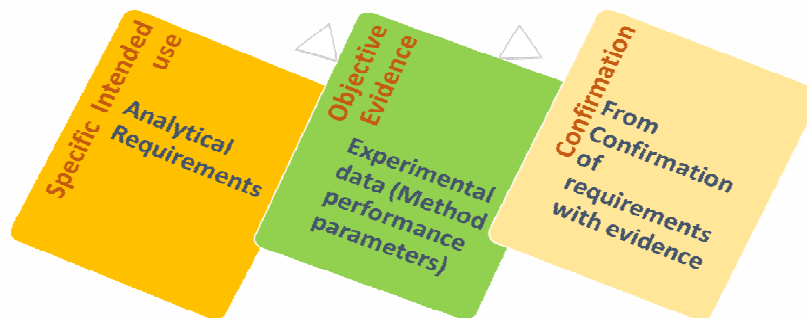 Specific Intended
use
Analytical
Requirements
Objective
Evidence
Experimental
data (Method
performance
parameters)
Confirmation
From
Confirmation
of
requirements
with evidence